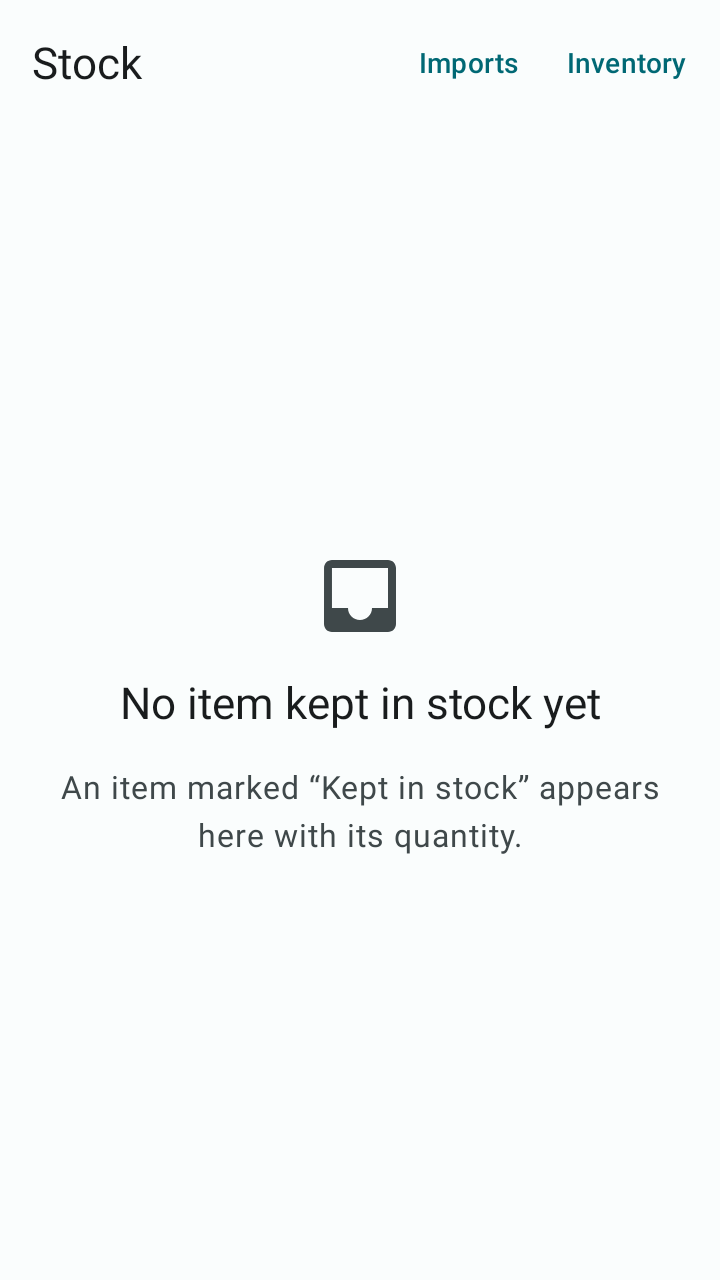 Stock
Imports
Inventory
No item kept in stock yet
An item marked “Kept in stock” appears
here with its quantity.